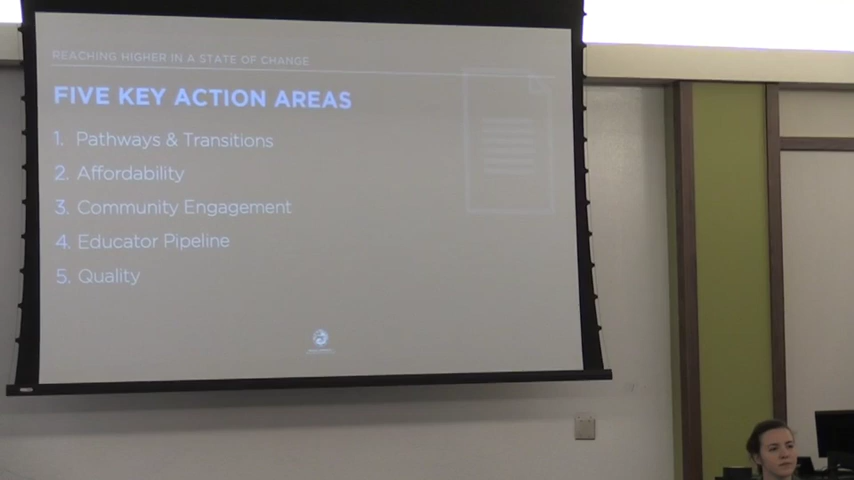 REACHING HIGHER IN A STATE OF CHANGE
FIVE KEY ACTION AREAS
1. Pathways & Transitions
2. Affordability
3. Community Engagement
4. Educator Pipeline
5. Quality